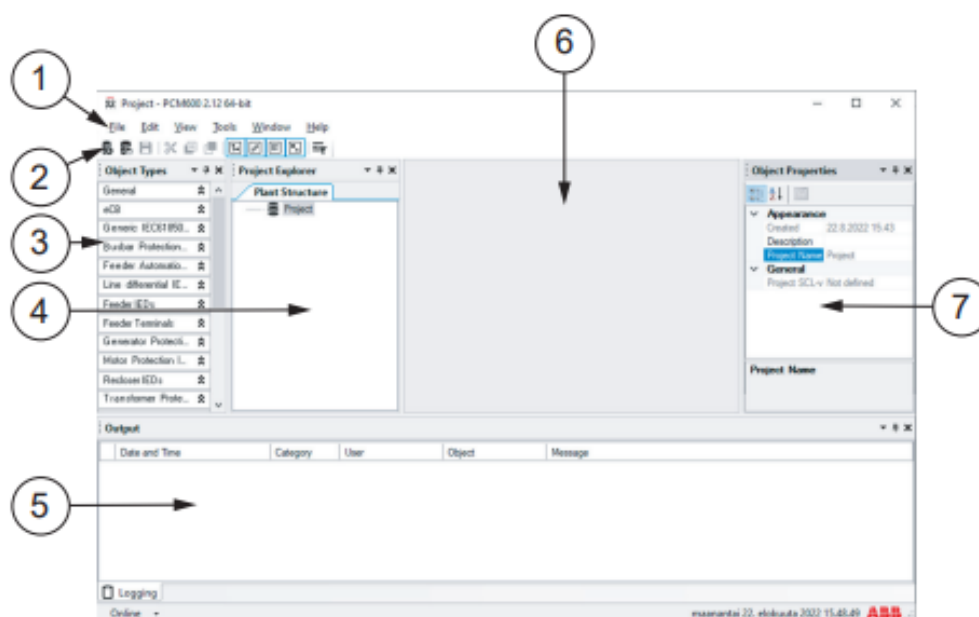 6
1
Project - PCM600 2.12 64-bit
File Edit View Tools Window Help
2
Object Types
Project Explorer
Object Properties
General
Plant Structure
eCB
Project
Appearance
Generic IEC61850...
Created 22.8.2022 15.43
3
Busbar Protection...
Description
Feeder Automatio...
Project Name Project
Line differential IE...
General
4
Feeder IEDs
Project SCL-v Not defined
7
Feeder Terminals
Generator Protecti...
Motor Protection I...
Recloser IEDs
Project Name
Transformer Prote...
Output
Date and Time Category User Object Message
5
Logging
Online
maanantai 22. elokuuta 2022 15.48.49 ABB